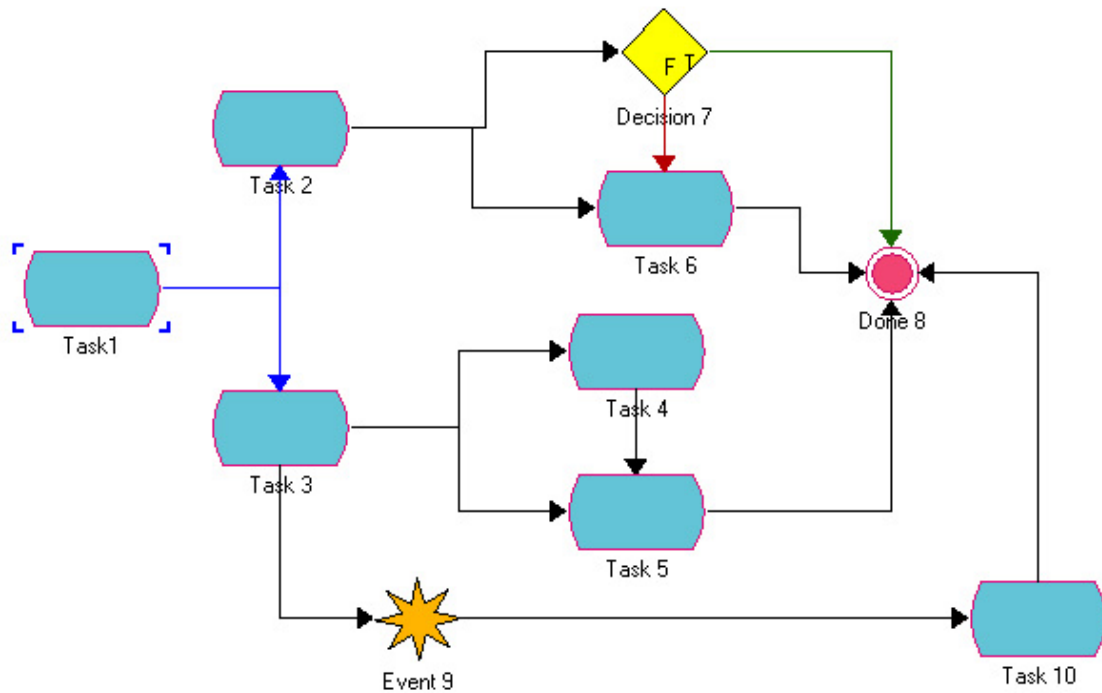 F T
Decision 7
Task 2
Task 6
Task1
Done 8
Task 4
Task 3
Task 5
Event 9
Task 10